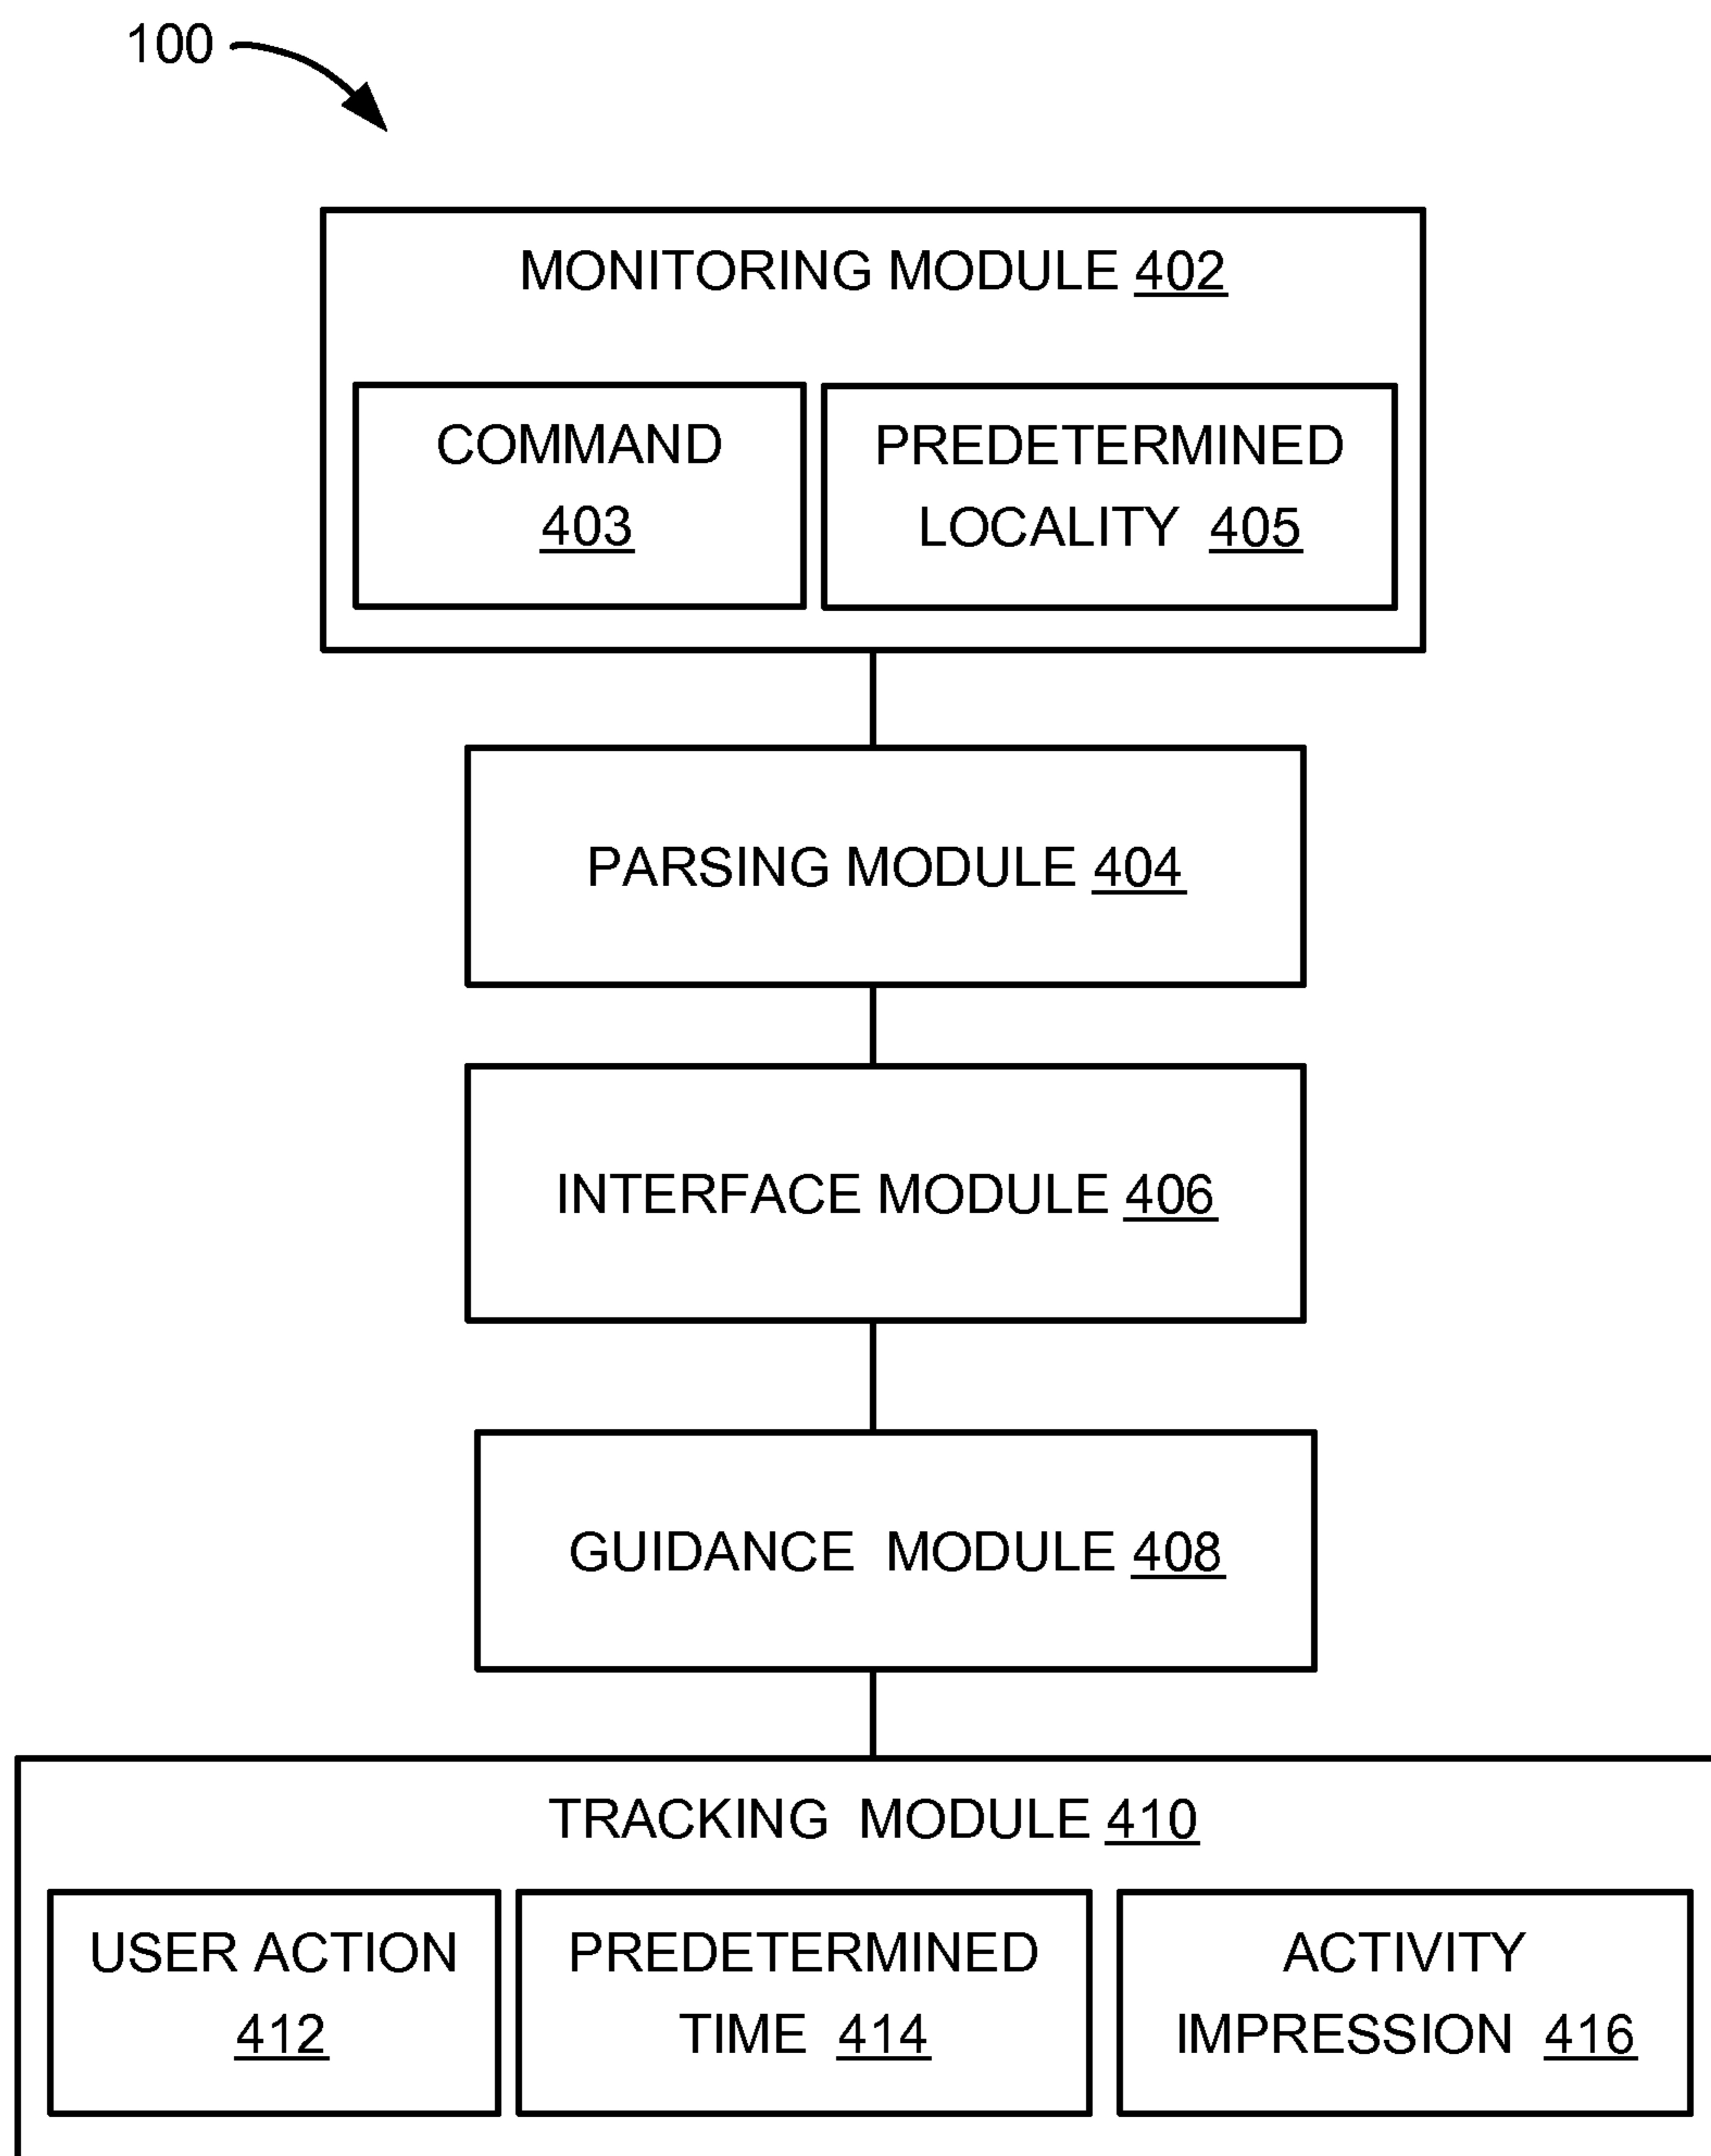 100
MONITORING MODULE 402
COMMAND
403
PREDETERMINED
LOCALITY 405
PARSING MODULE 404
INTERFACE MODULE 406
GUIDANCE MODULE 408
TRACKING MODULE 410
USER ACTION
412
PREDETERMINED
TIME 414
ACTIVITY
IMPRESSION 416